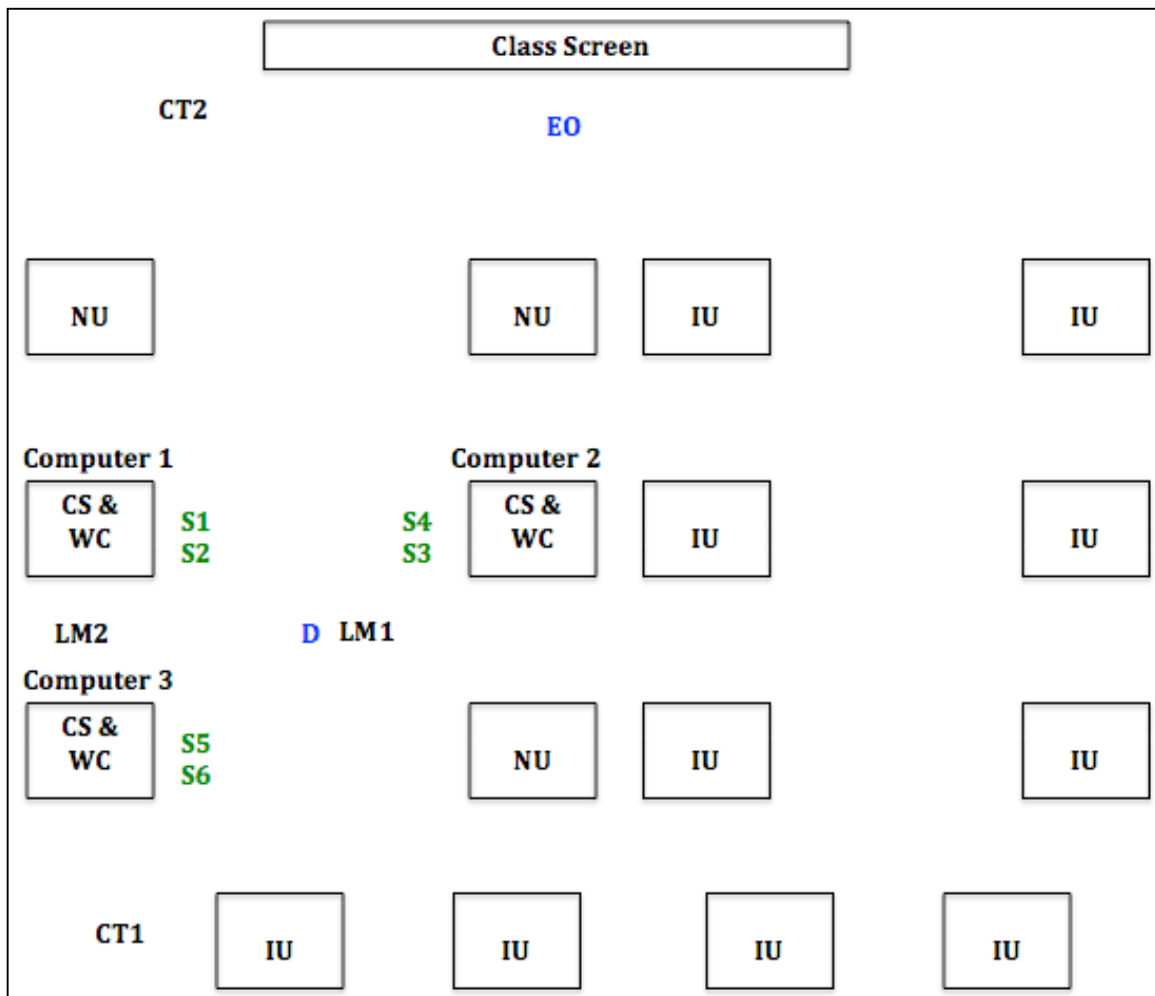 Class Screen
CT2
EO
NU
NU
IU
IU
Computer 1
Computer 2
CS &
WC
S1
S2
S4
S3
CS &
WC
IU
IU
LM2
D
LM1
Computer 3
CS &
WC
S5
S6
NU
IU
IU
CT1
IU
IU
IU
IU